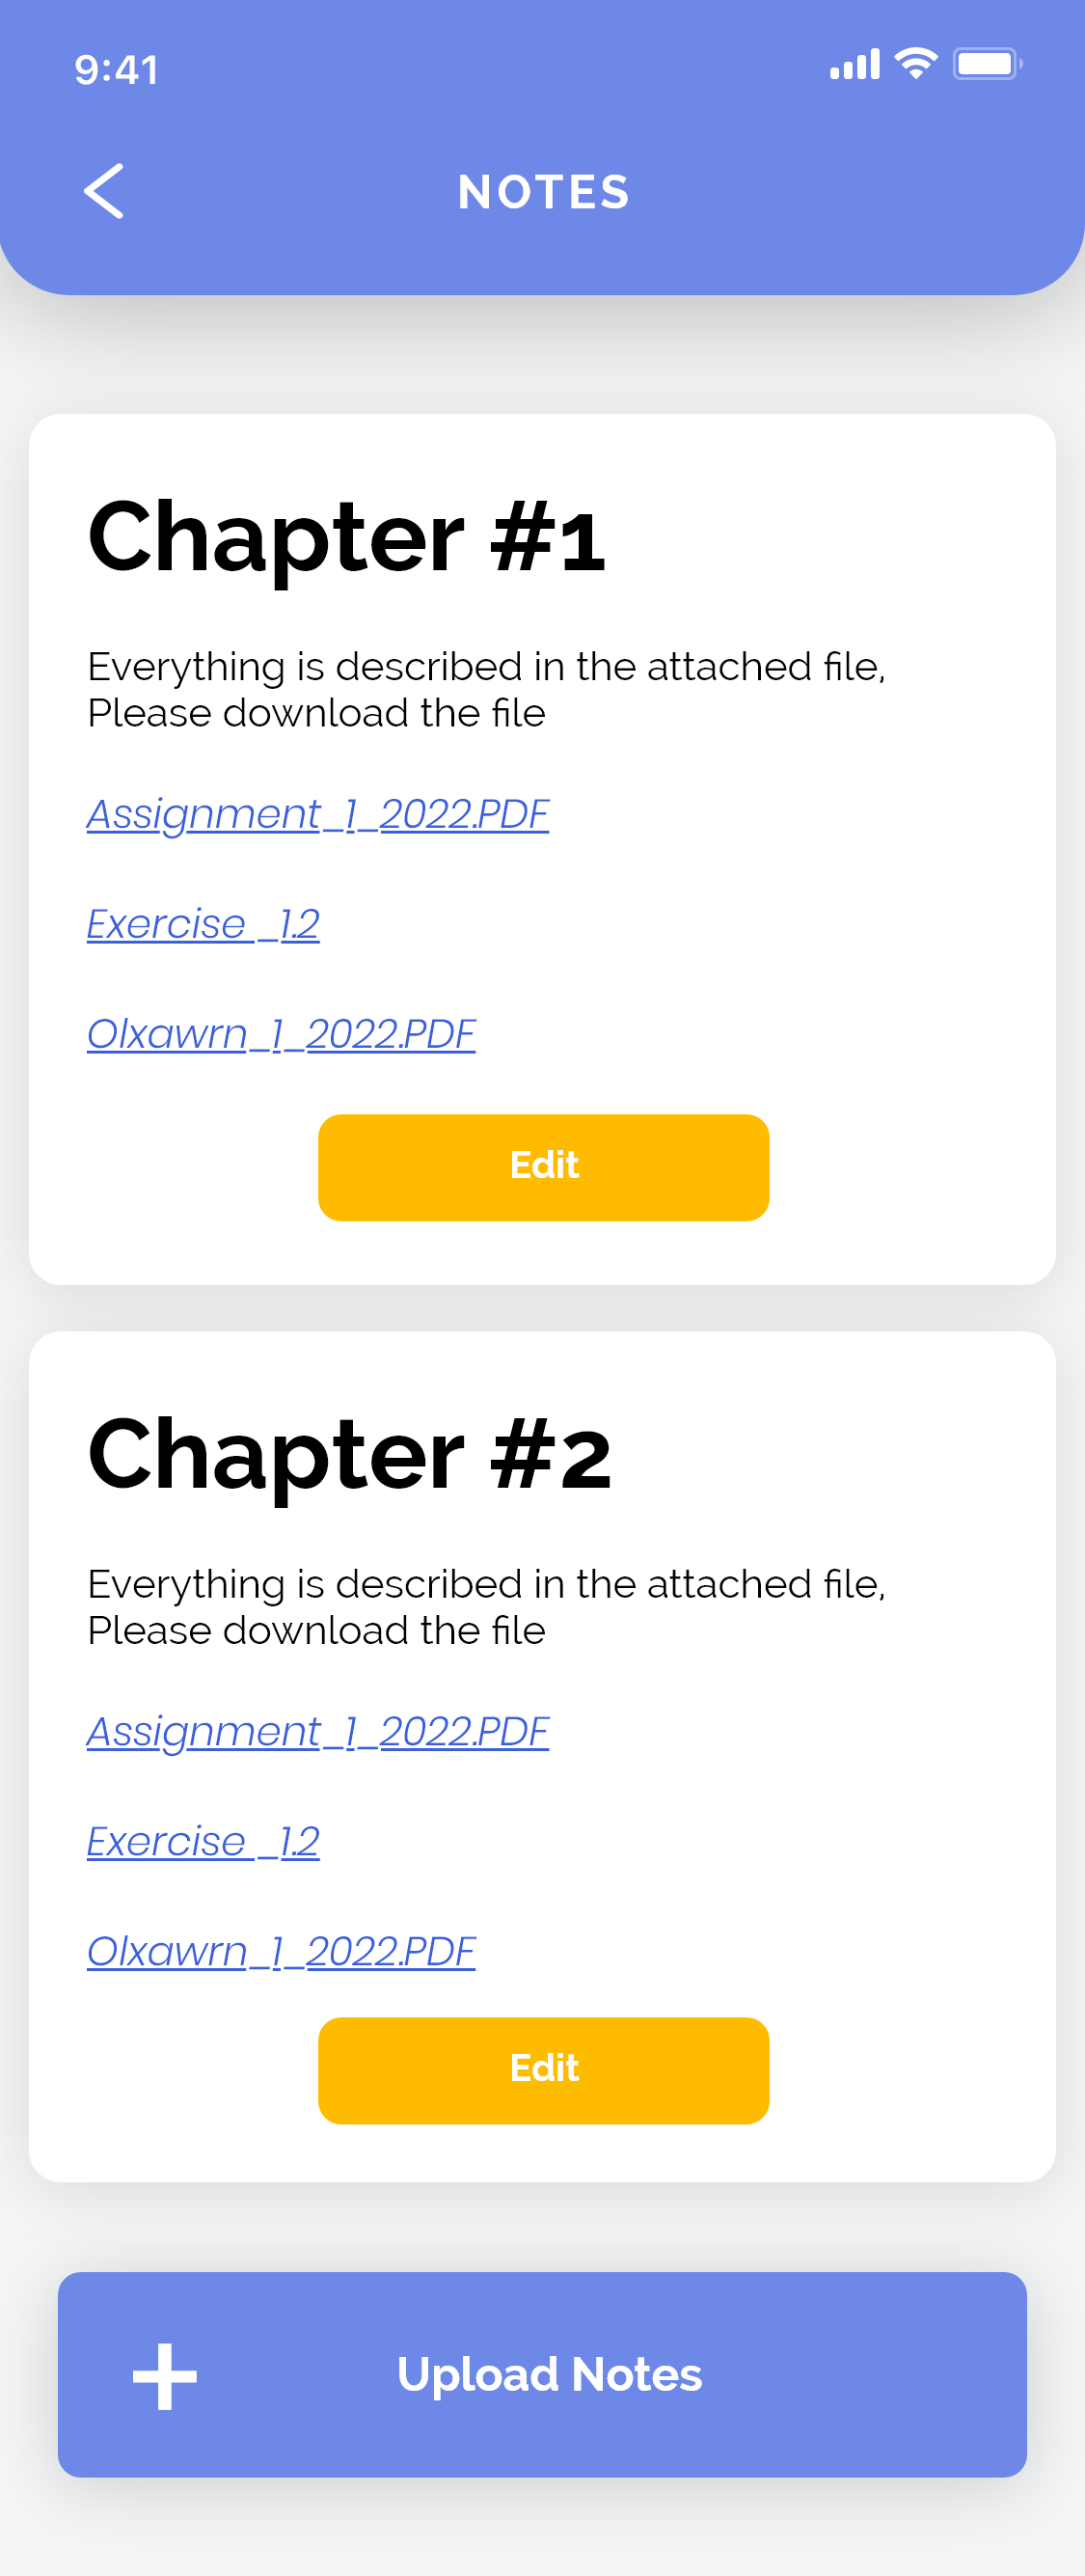 9:41
NOTES
Chapter #1
Everything is described in the attached file,
Please download the file
Assignment_1_2022.PDF
Exercise _1.2
Olxawrn_1_2022.PDF
Edit
Chapter #2
Everything is described in the attached file,
Please download the file
Assignment_1_2022.PDF
Exercise _1.2
Olxawrn_1_2022.PDF
Edit
Upload Notes